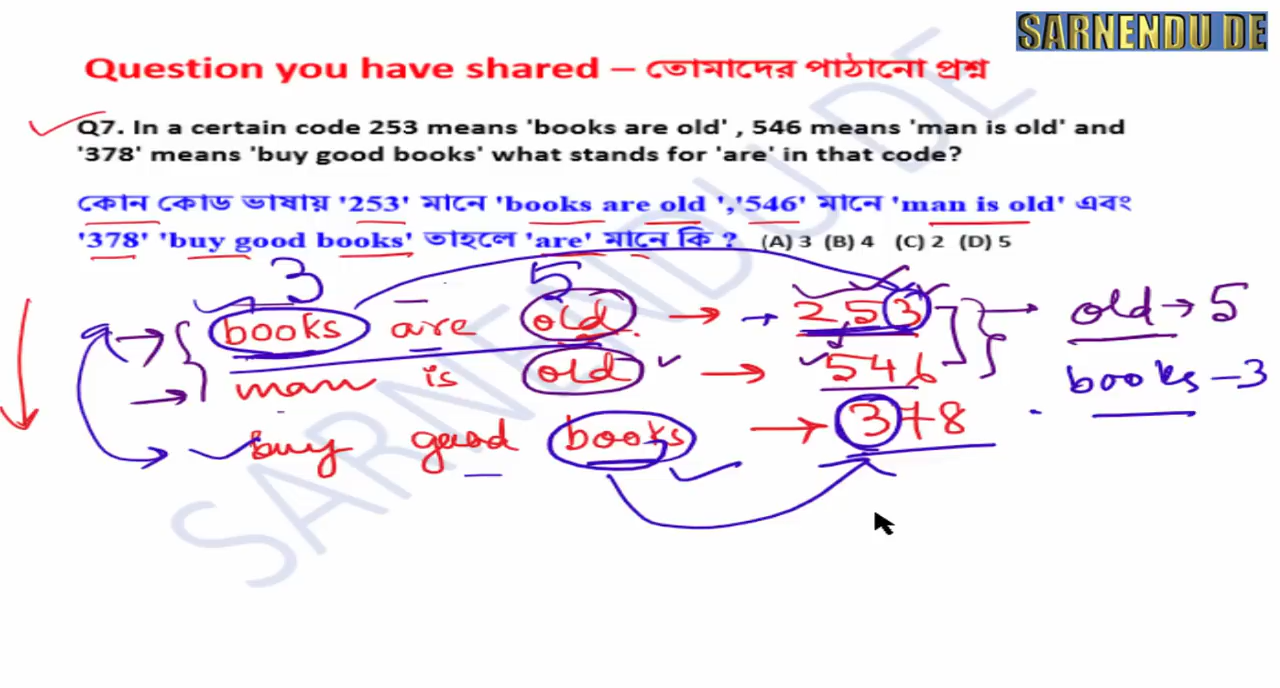 SARNENDU DE
Question you have shared – তোমাদের পাঠানো প্রশ্ন
Q7. In a certain code 253 means 'books are old' , 546 means 'man is old' and
'378' means 'buy good books' what stands for 'are' in that code?
কোন কোড ভাষায় '253' মানে 'books are old ','546' মানে 'man is old' এবং
'378' 'buy good books' তাহলে 'are' মানে কি ? (A) 3 (B) 4 (C) 2 (D) 5
3 5
books are old → 253 → old → 5
man is old → 546 books – 3
buy good books → 378
SARNENDU DE